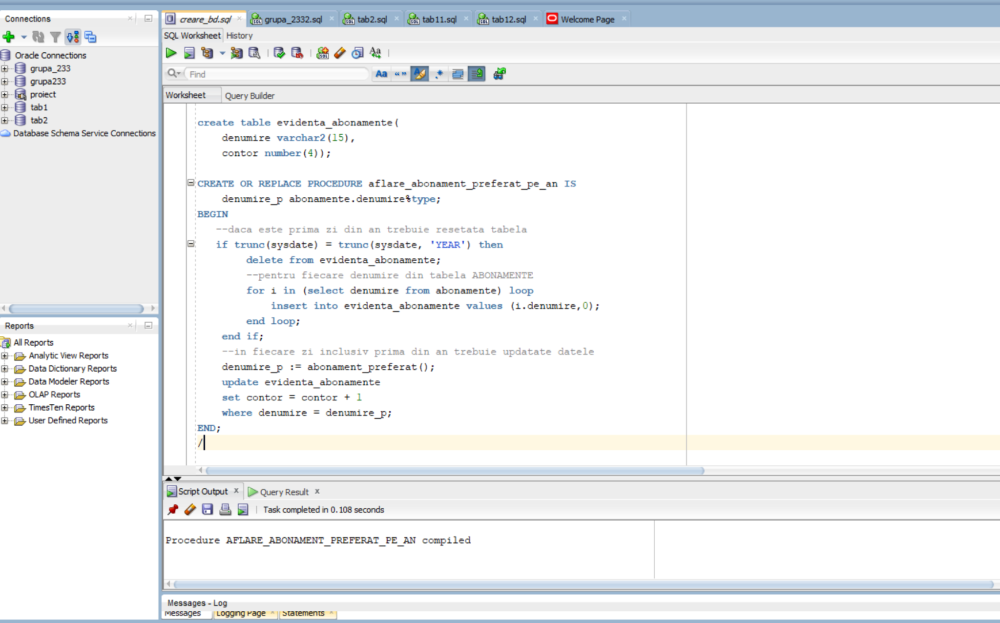 Connections
creare_bd.sql
grupa_2332.sql
tab2.sql
tab11.sql
tab12.sql
Welcome Page
SQL Worksheet
History
Oracle Connections
grupa_233
grupa233
proiect
tab1
tab2
Database Schema Service Connections
Find
Aa
Worksheet
Query Builder
create table evidenta_abonamente(
denumire varchar2(15),
contor number(4));
CREATE OR REPLACE PROCEDURE aflare_abonament_preferat_pe_an IS
denumire_p abonamente.denumire%type;
BEGIN
--daca este prima zi din an trebuie resetata tabela
if trunc(sysdate) = trunc(sysdate, 'YEAR') then
delete from evidenta_abonamente;
--pentru fiecare denumire din tabela ABONAMENTE
for i in (select denumire from abonamente) loop
insert into evidenta_abonamente values (i.denumire,0);
end loop;
end if;
--in fiecare zi inclusiv prima din an trebuie updatate datele
denumire_p := abonament_preferat();
update evidenta_abonamente
set contor = contor + 1
where denumire = denumire_p;
END;
/
Reports
All Reports
Analytic View Reports
Data Dictionary Reports
Data Modeler Reports
OLAP Reports
TimesTen Reports
User Defined Reports
Script Output
Query Result
Task completed in 0.108 seconds
Procedure AFLARE_ABONAMENT_PREFERAT_PE_AN compiled
Messages - Log
Messages
Logging Page
Statements